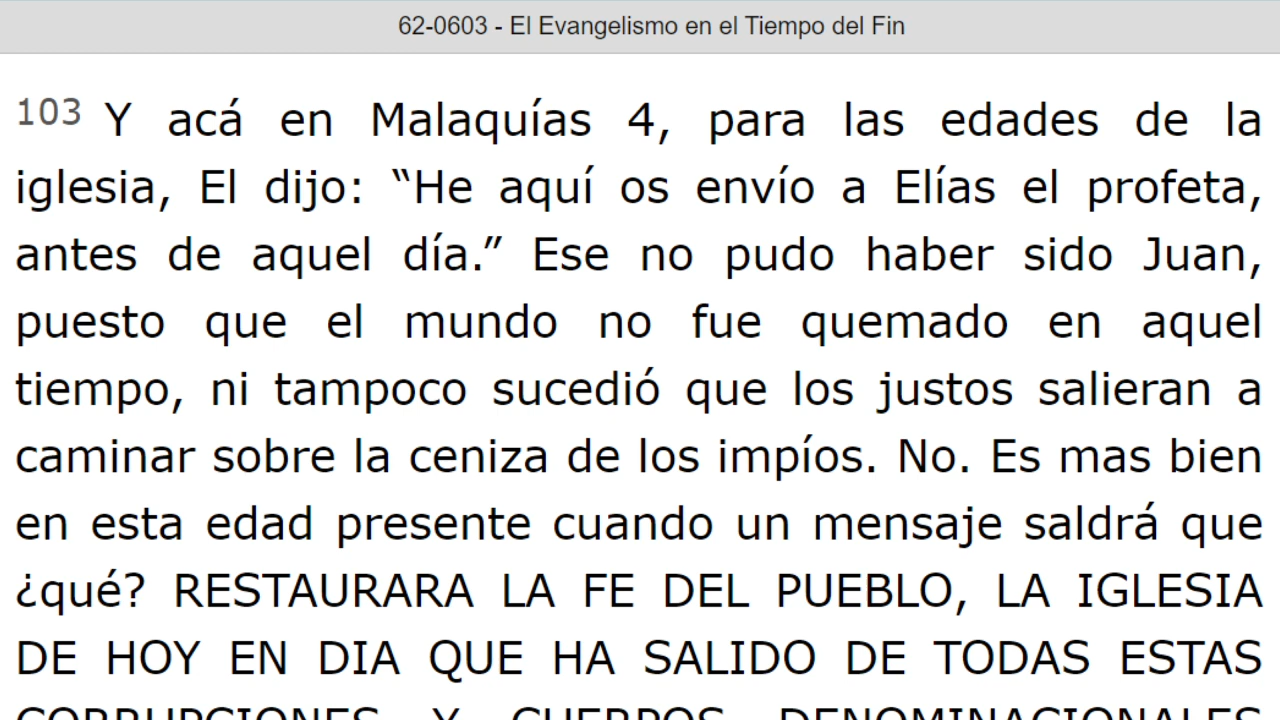 62-0603 - El Evangelismo en el Tiempo del Fin
103 Y acá en Malaquías 4, para las edades de la
iglesia, El dijo: “He aquí os envío a Elías el profeta,
antes de aquel día.” Ese no pudo haber sido Juan,
puesto que el mundo no fue quemado en aquel
tiempo, ni tampoco sucedió que los justos salieran a
caminar sobre la ceniza de los impíos. No. Es mas bien
en esta edad presente cuando un mensaje saldrá que
¿qué? RESTAURARA LA FE DEL PUEBLO, LA IGLESIA
DE HOY EN DIA QUE HA SALIDO DE TODAS ESTAS
CORRUPCIONES Y CUERPOS DENOMINACIONALES